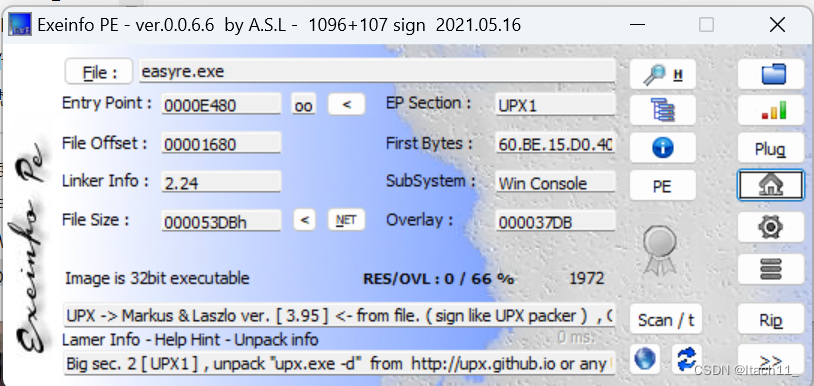 Exeinfo PE - ver.0.0.6.6 by A.S.L - 1096+107 sign 2021.05.16
File : easyre.exe H
Entry Point : 0000E480 oo < EP Section : UPX1
File Offset : 00001680 First Bytes : 60.BE.15.D0.40 Plug
Linker Info : 2.24 SubSystem : Win Console PE
File Size : 000053DBh < NET Overlay : 000037DB
Image is 32bit executable RES/OVL : 0 / 66 % 1972
Exeinfo Pe
UPX -> Markus & Laszlo ver. [ 3.95 ] <- from file. ( sign like UPX packer ) , Scan / t Rip
Lamer Info - Help Hint - Unpack info 0 ms.
Big sec. 2 [ UPX1 ] , unpack "upx.exe -d" from http://upx.github.io or any >>
CSDN @Itach11_